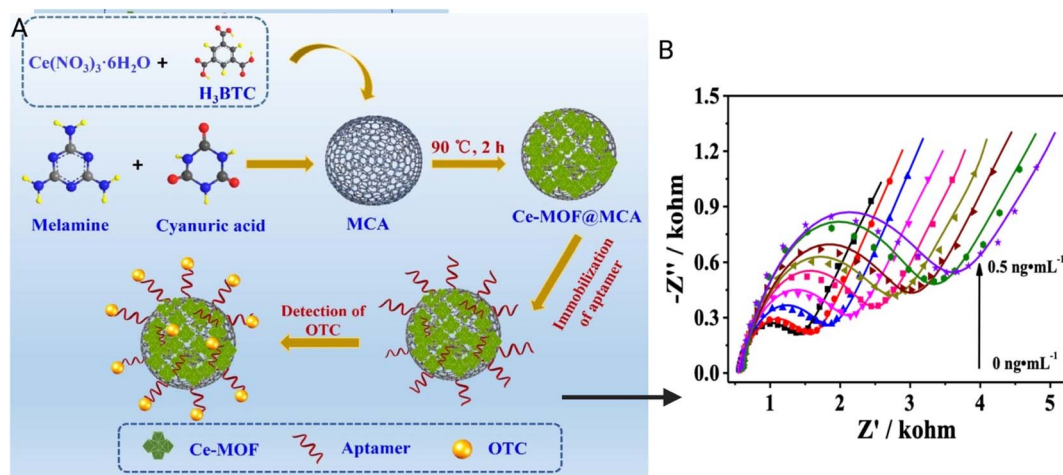 A
Ce(NO₃)₃·6H₂O +
H₃BTC
Melamine
+
Cyanuric acid
MCA
90 ℃, 2 h
Ce-MOF@MCA
Immobilization
of aptamer
Detection of
OTC
Ce-MOF
Aptamer
OTC
B
-Z'' / kohm
1.5
1.2
0.9
0.6
0.3
0.0
0.5 ng•mL⁻¹
0 ng•mL⁻¹
1 2 3 4 5
Z' / kohm